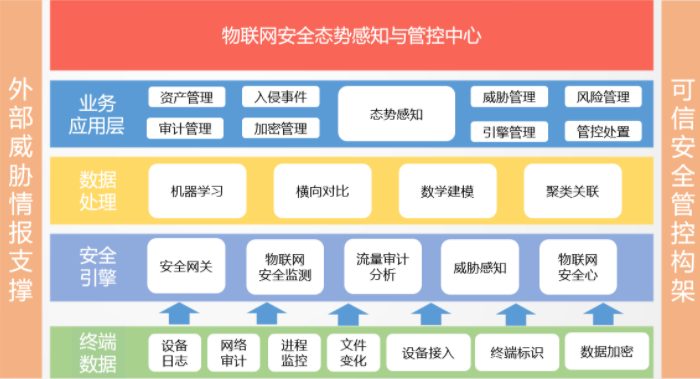 物联网安全态势感知与管控中心
外部威胁情报支撑
业务
应用层
资产管理
入侵事件
态势感知
威胁管理
风险管理
审计管理
加密管理
引擎管理
管控处置
数据
处理
机器学习
横向对比
数学建模
聚类关联
安全
引擎
安全网关
物联网
安全监测
流量审计
分析
威胁感知
物联网
安全心
终端
数据
设备
日志
网络
审计
进程
监控
文件
变化
设备接入
终端标识
数据加密
可信安全管控构架